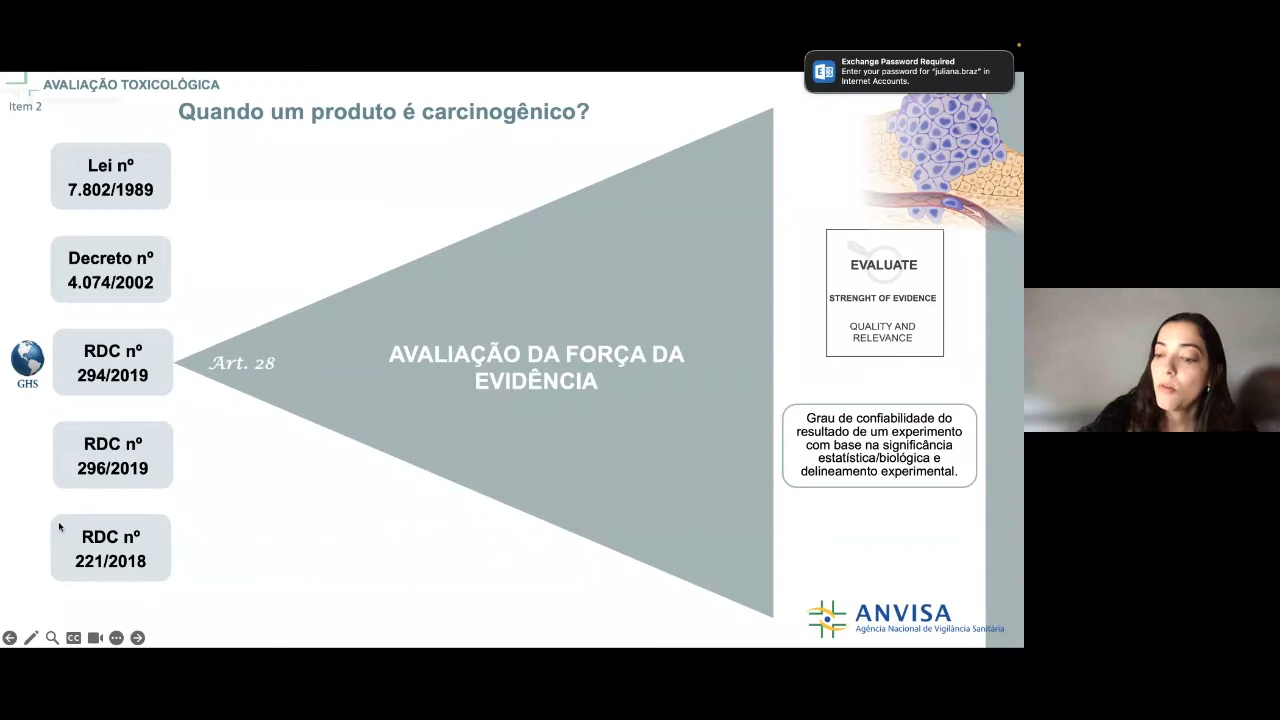 Exchange Password Required
Enter your password for "juliana.braz" in
Internet Accounts.
AVALIAÇÃO TOXICOLÓGICA
Item 2
Quando um produto é carcinogênico?
Lei nº
7.802/1989
Decreto nº
4.074/2002
GHS
RDC nº
294/2019
Art. 28
AVALIAÇÃO DA FORÇA DA
EVIDÊNCIA
RDC nº
296/2019
RDC nº
221/2018
EVALUATE
STRENGHT OF EVIDENCE
QUALITY AND
RELEVANCE
Grau de confiabilidade do
resultado de um experimento
com base na significância
estatística/biológica e
delineamento experimental.
CC
ANVISA
Agência Nacional de Vigilância Sanitária